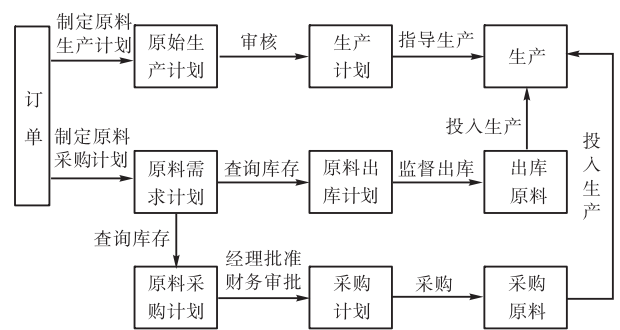 订单
制定原料
生产计划
原始生
产计划
审核
生产
计划
指导生产
生产
制定原料
采购计划
原料需
求计划
查询库存
原料出
库计划
监督出库
出库
原料
投入生产
投入生产
查询库存
原料采
购计划
经理批准
财务审批
采购
计划
采购
采购
原料